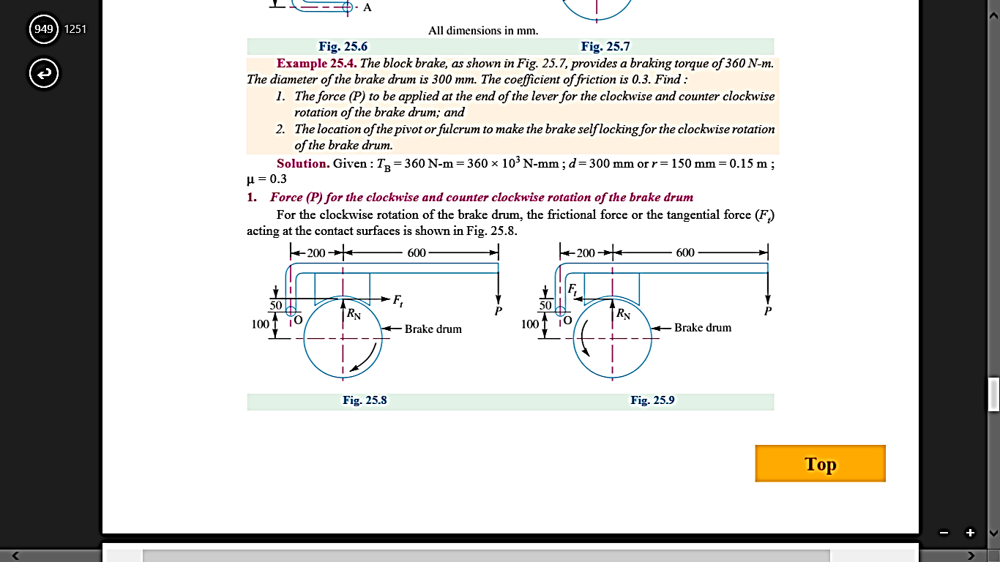 949 1251
A
All dimensions in mm.
Fig. 25.6 Fig. 25.7
Example 25.4. The block brake, as shown in Fig. 25.7, provides a braking torque of 360 N-m.
The diameter of the brake drum is 300 mm. The coefficient of friction is 0.3. Find :
1. The force (P) to be applied at the end of the lever for the clockwise and counter clockwise
rotation of the brake drum; and
2. The location of the pivot or fulcrum to make the brake self locking for the clockwise rotation
of the brake drum.
Solution. Given : TB = 360 N-m = 360 × 10³ N-mm ; d = 300 mm or r = 150 mm = 0.15 m ;
μ = 0.3
1. Force (P) for the clockwise and counter clockwise rotation of the brake drum
For the clockwise rotation of the brake drum, the frictional force or the tangential force (Ft)
acting at the contact surfaces is shown in Fig. 25.8.
200 600 200 600
Ft Ft
50 P 50 P
RN RN
100 O 100 O
Brake drum Brake drum
Fig. 25.8 Fig. 25.9
Top